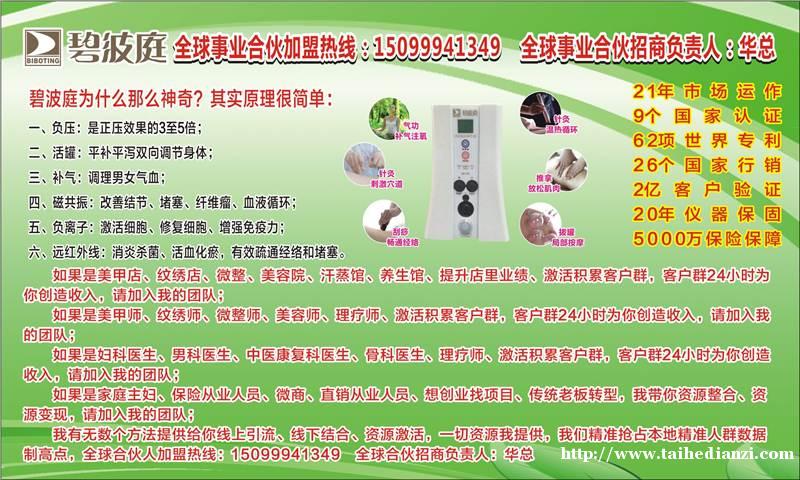 碧波庭
BIBOTING
全球事业合伙加盟热线：15099941349 全球事业合伙招商负责人：华总
碧波庭为什么那么神奇？其实原理很简单：
一、负压：是正压效果的3至5倍；
二、活罐：平补平泻双向调节身体；
三、补气：调理男女气血；
四、磁共振：改善结节、堵塞、纤维瘤、血液循环；
五、负离子：激活细胞、修复细胞、增强免疫力；
六、远红外线：消炎杀菌、活血化瘀，有效疏通经络和堵塞。
气功
补气注氧
针灸
刺激穴道
刮痧
畅通经络
碧波庭
针灸
温热循环
推拿
放松肌肉
拔罐
局部按摩
21年市场运作
9个国家认证
62项世界专利
26个国家行销
2亿客户验证
20年仪器保固
5000万保险保障
如果是美甲店、纹绣店、微整、美容院、汗蒸馆、养生馆、提升店里业绩、激活积累客户群，客户群24小时为
你创造收入，请加入我的团队；
如果是美甲师、纹绣师、微整师、美容师、理疗师、激活积累客户群，客户群24小时为你创造收入，请加入我
的团队；
如果是妇科医生、男科医生、中医康复科医生、骨科医生、理疗师、激活积累客户群，客户群24小时为你创造
收入，请加入我的团队；
如果是家庭主妇、保险从业人员、微商、直销从业人员、想创业找项目、传统老板转型，我带你资源整合、资
源变现，请加入我的团队；
我有无数个方法提供给你线上引流、线下结合、资源激活，一切资源我提供，我们精准抢占本地精准人群数据
制高点，全球合伙人加盟热线：15099941349 全球合伙招商负责人：华总
http://www.taihedianzi.com